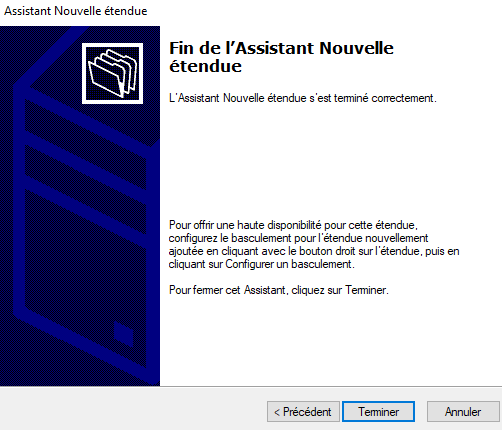 Assistant Nouvelle étendue
Fin de l'Assistant Nouvelle
étendue
L'Assistant Nouvelle étendue s'est terminé correctement.
Pour offrir une haute disponibilité pour cette étendue,
configurez le basculement pour l'étendue nouvellement
ajoutée en cliquant avec le bouton droit sur l'étendue, puis en
cliquant sur Configurer un basculement.
Pour fermer cet Assistant, cliquez sur Terminer.
< Précédent
Terminer
Annuler